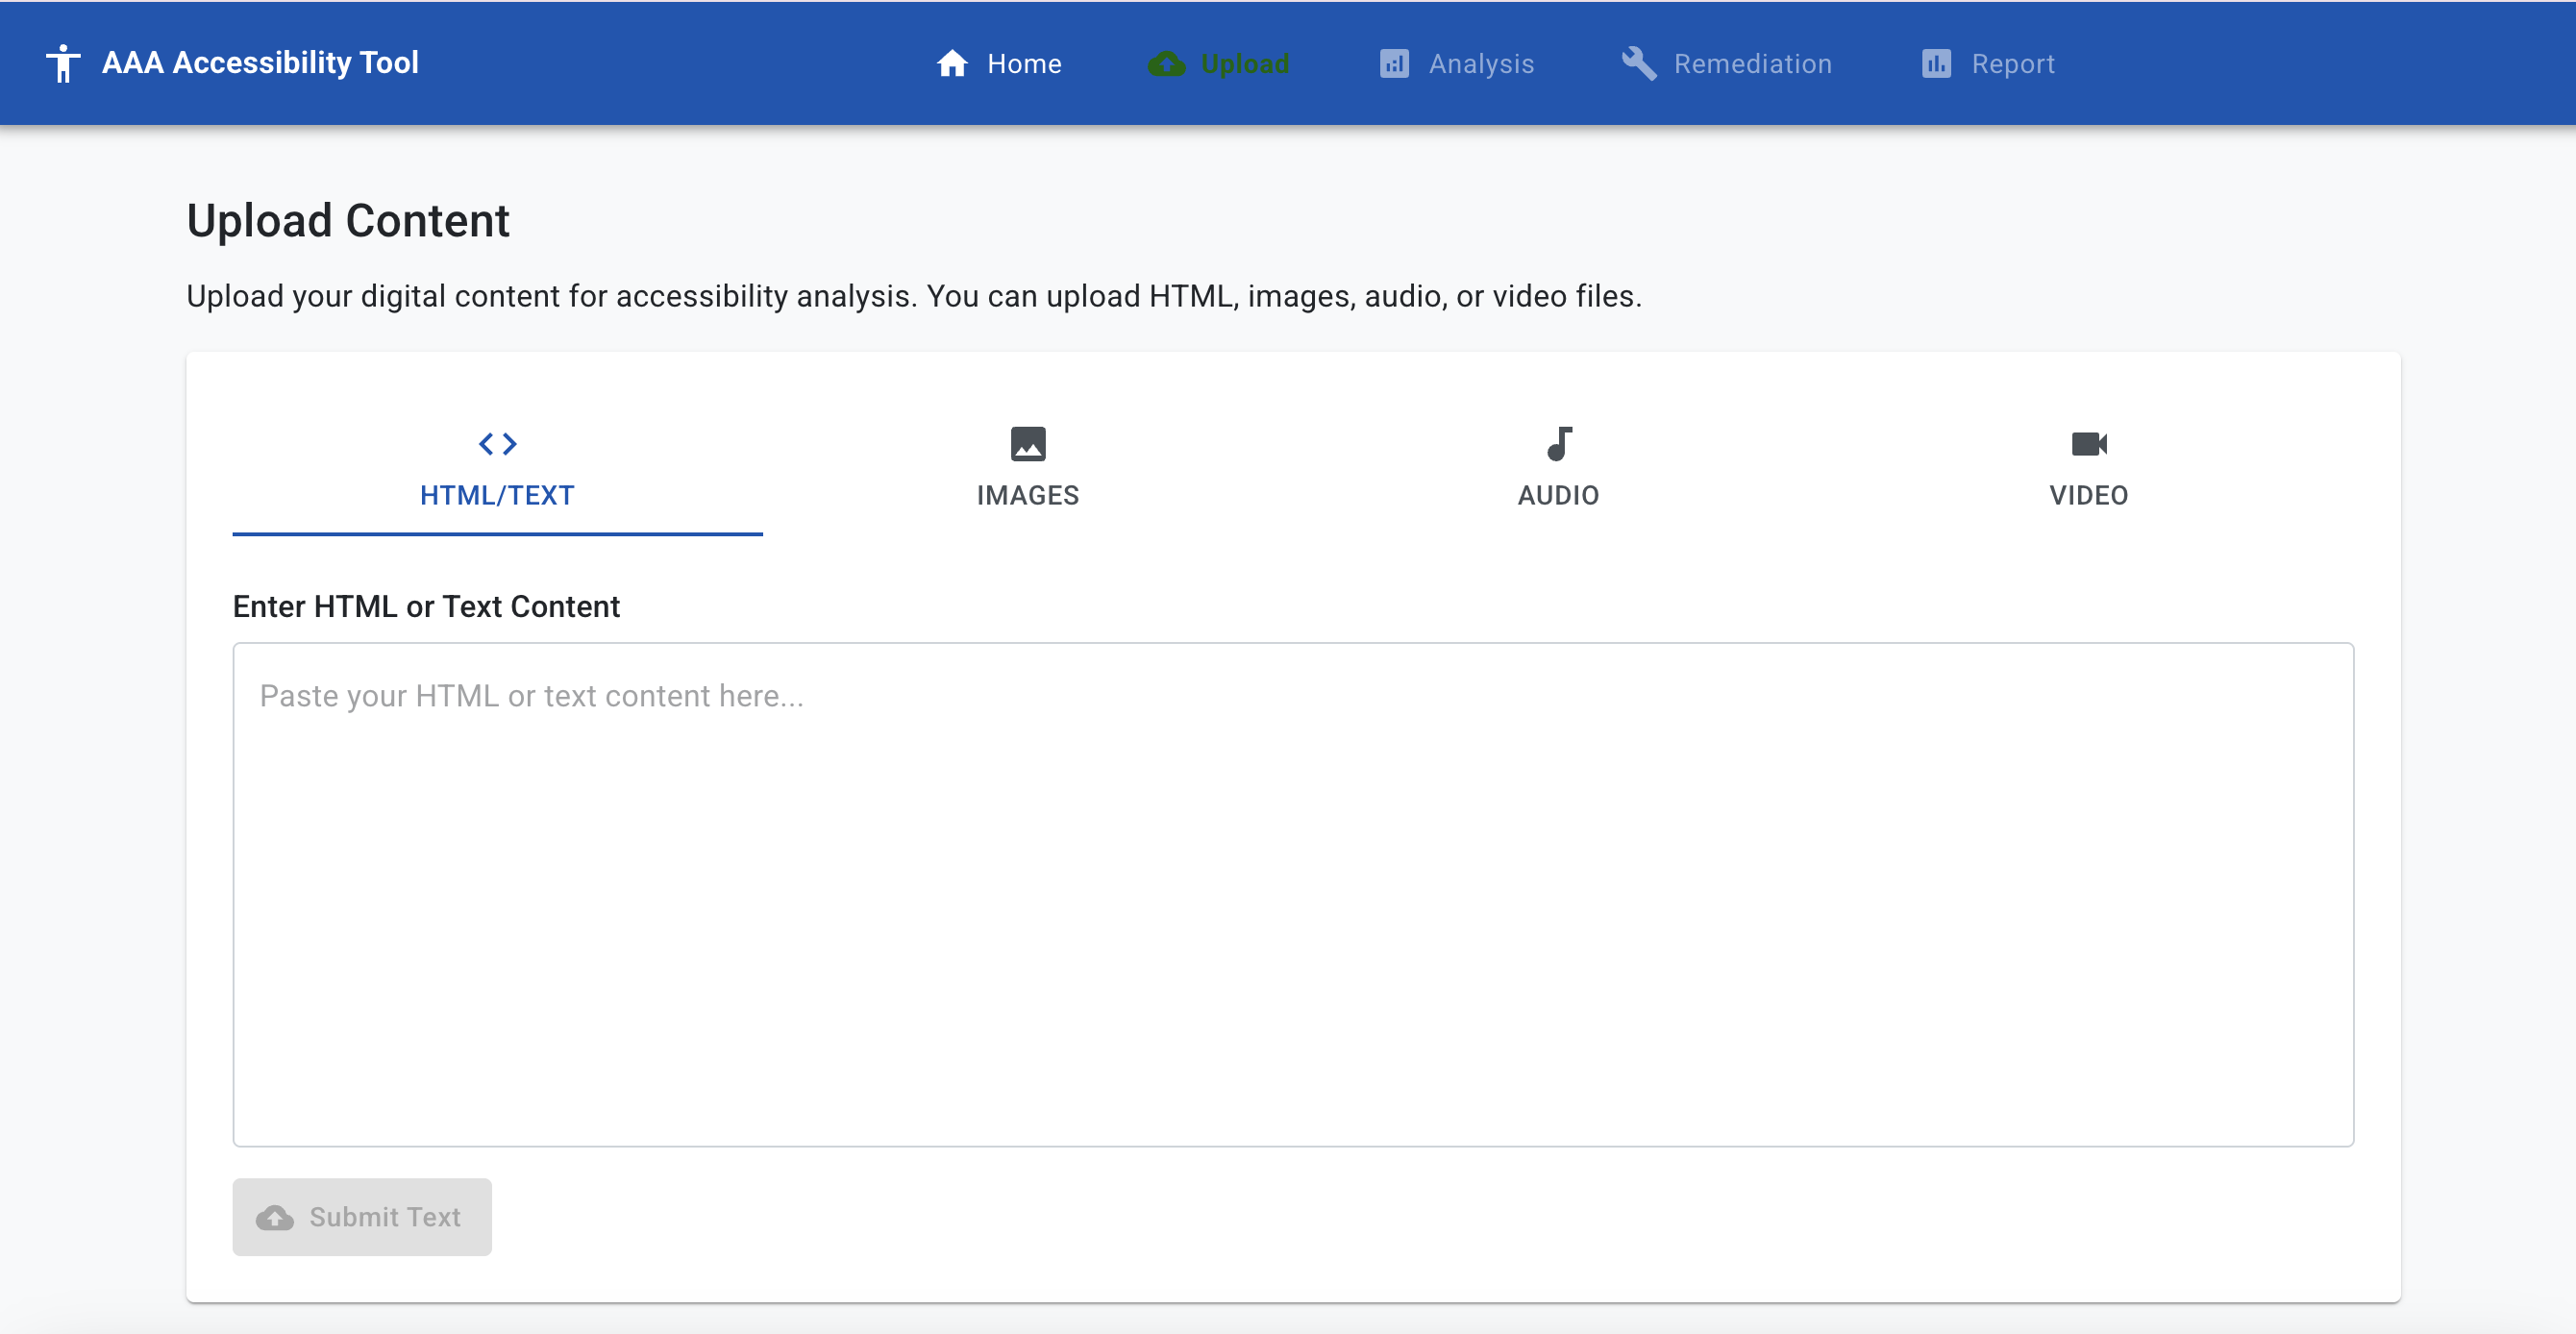 AAA Accessibility Tool
Home
Upload
Analysis
Remediation
Report
Upload Content
Upload your digital content for accessibility analysis. You can upload HTML, images, audio, or video files.
HTML/TEXT
IMAGES
AUDIO
VIDEO
Enter HTML or Text Content
Paste your HTML or text content here...
Submit Text